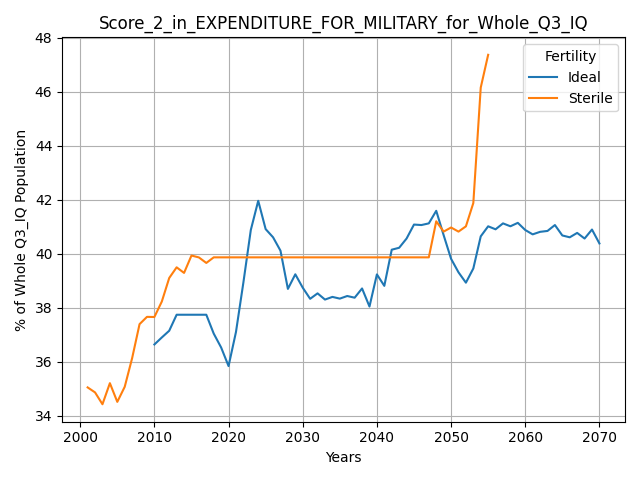 Score_2_in_EXPENDITURE_FOR_MILITARY_for_Whole_Q3_IQ
Fertility
Ideal
Sterile
% of Whole Q3_IQ Population
48
46
44
42
40
38
36
34
2000 2010 2020 2030 2040 2050 2060 2070
Years